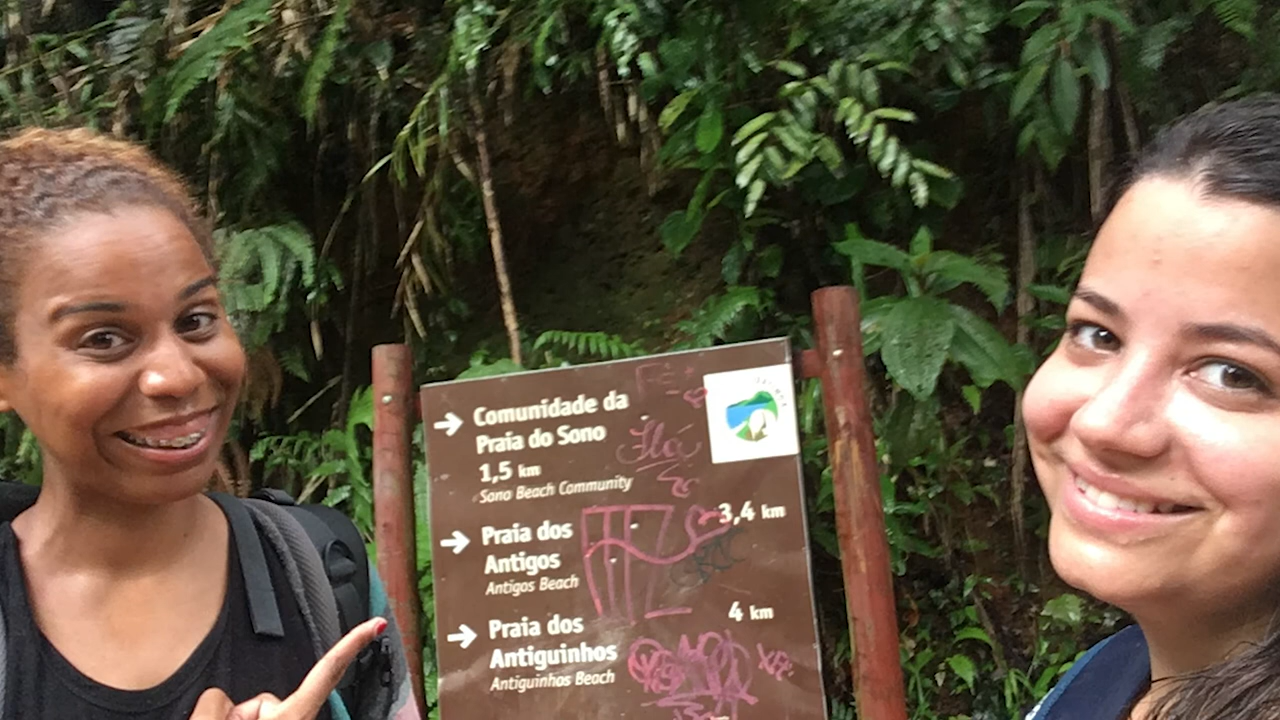 Comunidade da
Praia do Sono
1,5 km
Sono Beach Community
Praia dos
Antigos
3,4 km
Antigos Beach
Praia dos
Antiguinhos
4 km
Antiguinhos Beach